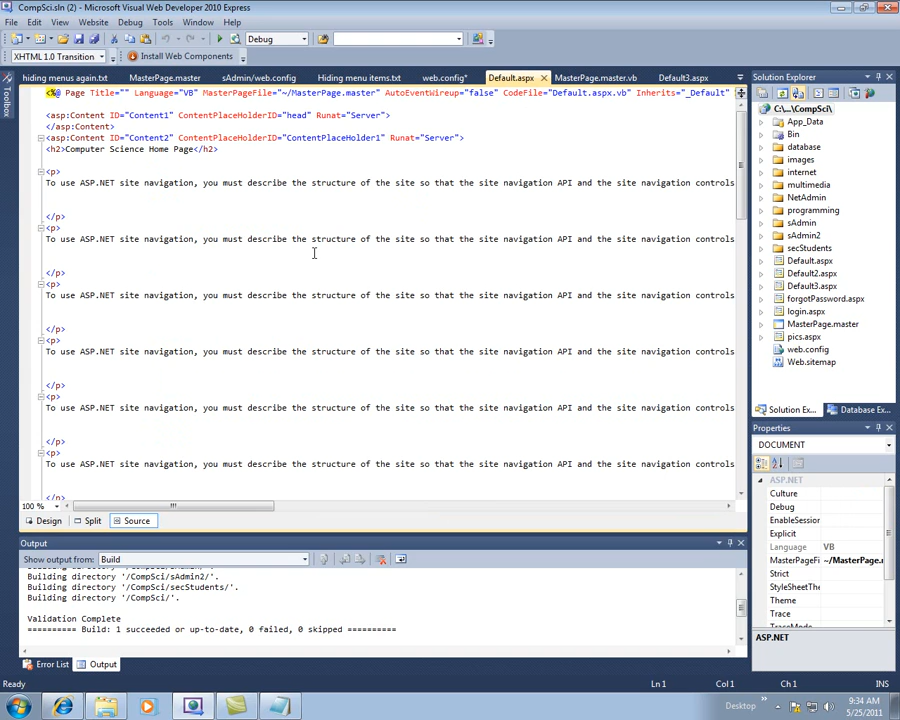 CompSci.sln (2) - Microsoft Visual Web Developer 2010 Express
File Edit View Website Debug Tools Window Help
Debug
XHTML 1.0 Transition Install Web Components
hiding menus again.txt MasterPage.master sAdmin/web.config Hiding menu items.txt web.config* Default.aspx MasterPage.master.vb Default3.aspx
Toolbox
<%@ Page Title="" Language="VB" MasterPageFile="~/MasterPage.master" AutoEventWireup="false" CodeFile="Default.aspx.vb" Inherits="_Default"
<asp:Content ID="Content1" ContentPlaceHolderID="head" Runat="Server">
</asp:Content>
<asp:Content ID="Content2" ContentPlaceHolderID="ContentPlaceHolder1" Runat="Server">
<h2>Computer Science Home Page</h2>
<p>
To use ASP.NET site navigation, you must describe the structure of the site so that the site navigation API and the site navigation controls
</p>
<p>
To use ASP.NET site navigation, you must describe the structure of the site so that the site navigation API and the site navigation controls
</p>
<p>
To use ASP.NET site navigation, you must describe the structure of the site so that the site navigation API and the site navigation controls
</p>
<p>
To use ASP.NET site navigation, you must describe the structure of the site so that the site navigation API and the site navigation controls
</p>
<p>
To use ASP.NET site navigation, you must describe the structure of the site so that the site navigation API and the site navigation controls
</p>
<p>
To use ASP.NET site navigation, you must describe the structure of the site so that the site navigation API and the site navigation controls
</p>
100 %
Design Split Source
Output
Show output from: Build
Building directory '/CompSci/sAdmin2/'.
Building directory '/CompSci/secStudents/'.
Building directory '/CompSci/'.
Validation Complete
========== Build: 1 succeeded or up-to-date, 0 failed, 0 skipped ==========
Error List Output
Solution Explorer
C:\...\CompSci\
App_Data
Bin
database
images
internet
multimedia
NetAdmin
programming
sAdmin
sAdmin2
secStudents
Default.aspx
Default2.aspx
Default3.aspx
forgotPassword.aspx
login.aspx
MasterPage.master
pics.aspx
web.config
Web.sitemap
Solution Ex... Database Ex...
Properties
DOCUMENT
ASP.NET
Culture
Debug
EnableSession
Explicit
Language VB
MasterPageFi ~/MasterPage.m
Strict
StyleSheetThe
Theme
Trace
ASP.NET
Ready Ln 1 Col 1 Ch 1 INS
Desktop
9:34 AM
5/25/2011